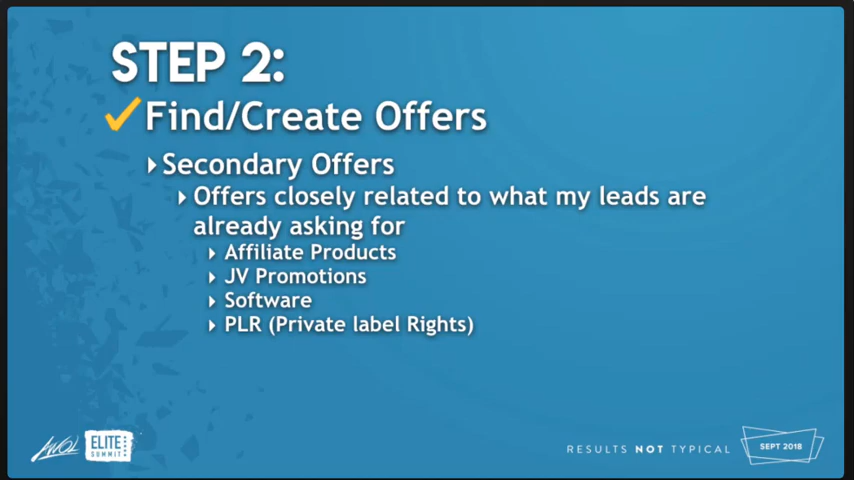 STEP 2:
Find/Create Offers
Secondary Offers
Offers closely related to what my leads are
already asking for
Affiliate Products
JV Promotions
Software
PLR (Private label Rights)
AWOL ELITE
SUMMIT
RESULTS NOT TYPICAL
SEPT 2018